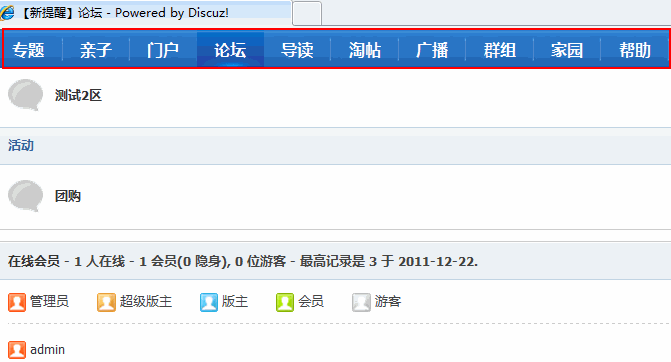 【新提醒】论坛 - Powered by Discuz!
专题 亲子 门户 论坛 导读 淘帖 广播 群组 家园 帮助
测试2区
活动
团购
在线会员 - 1 人在线 - 1 会员(0 隐身), 0 位游客 - 最高记录是 3 于 2011-12-22.
管理员 超级版主 版主 会员 游客
admin